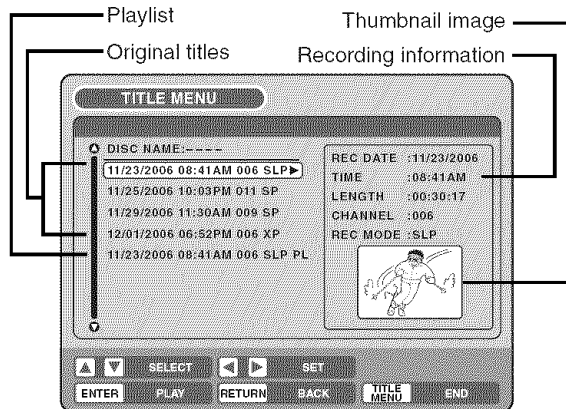 Playlist
Original titles
Thumbnail image
Recording information
TITLE MENU
DISC NAME:----
11/23/2006 08:41AM 006 SLP▶
11/25/2006 10:03PM 011 SP
11/29/2006 11:30AM 009 SP
12/01/2006 06:52PM 006 XP
11/23/2006 08:41AM 006 SLP PL
REC DATE :11/23/2006
TIME :08:41AM
LENGTH :00:30:17
CHANNEL :006
REC MODE :SLP
SELECT SET
ENTER PLAY RETURN BACK TITLE MENU END